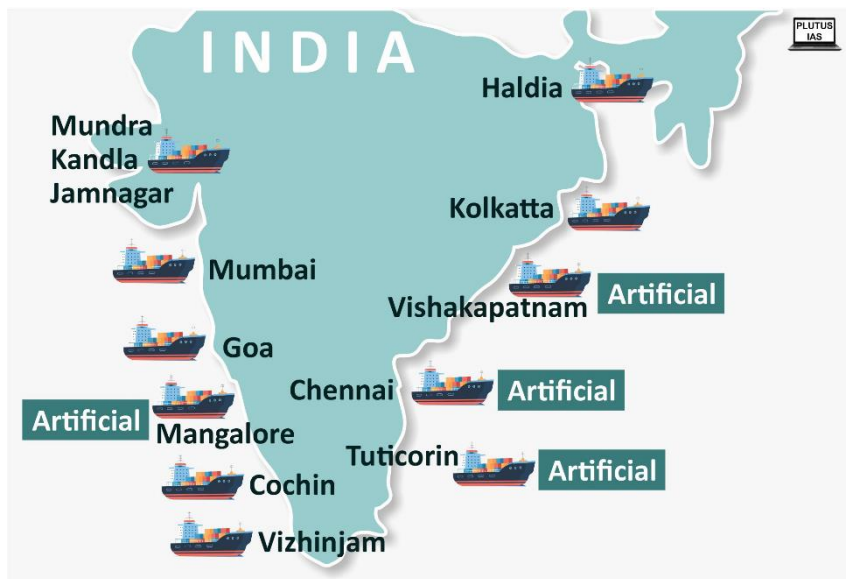 PLUTUS
IAS
INDIA
Haldia
Mundra
Kandla
Jamnagar
Kolkatta
Mumbai
Artificial
Vishakapatnam
Goa
Chennai
Artificial
Artificial
Mangalore
Tuticorin
Artificial
Cochin
Vizhinjam